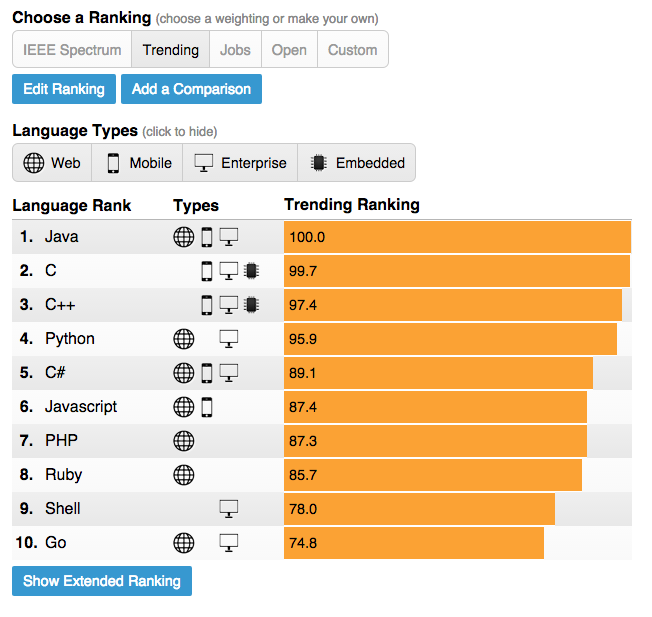 Choose a Ranking (choose a weighting or make your own)
IEEE Spectrum Trending Jobs Open Custom
Edit Ranking Add a Comparison
Language Types (click to hide)
Web Mobile Enterprise Embedded
Language Rank Types Trending Ranking
1. Java 100.0
2. C 99.7
3. C++ 97.4
4. Python 95.9
5. C# 89.1
6. Javascript 87.4
7. PHP 87.3
8. Ruby 85.7
9. Shell 78.0
10. Go 74.8
Show Extended Ranking